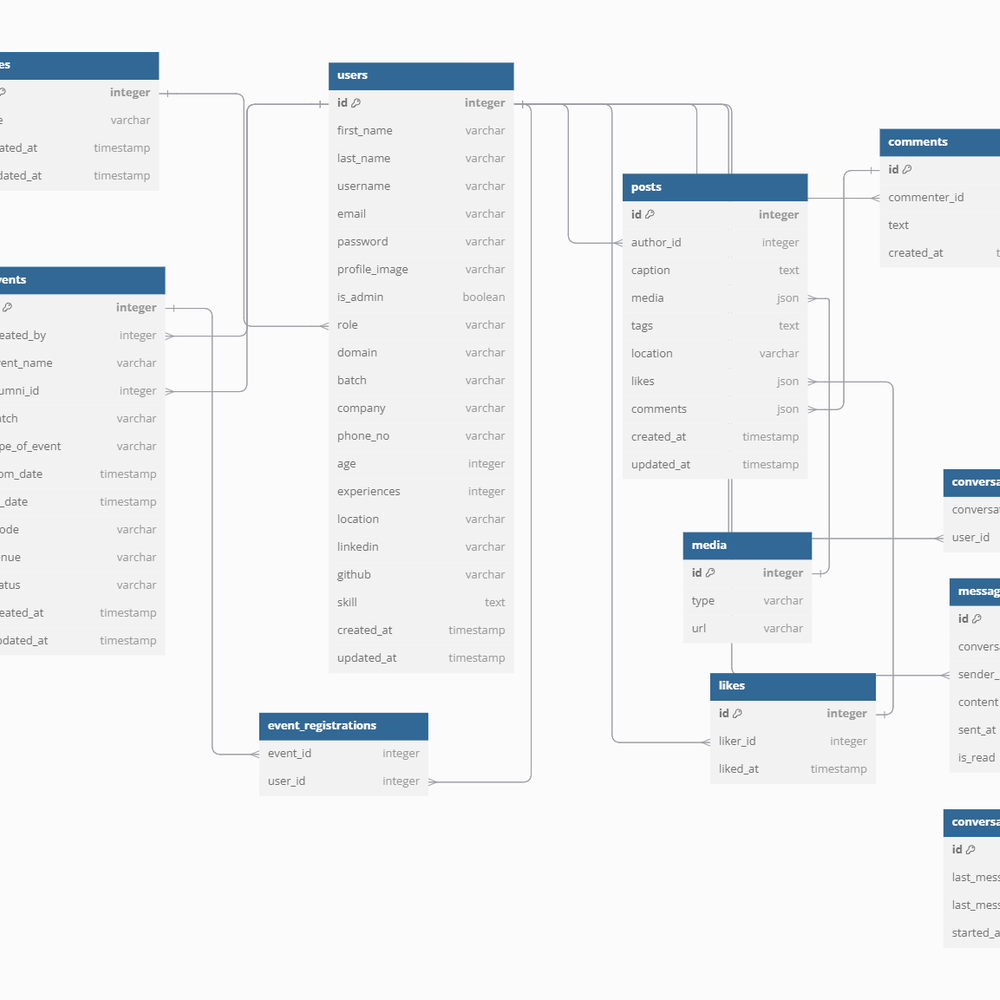 es
integer
e varchar
ated_at timestamp
dated_at timestamp
vents
integer
eated_by integer
vent_name varchar
umni_id integer
atch varchar
pe_of_event varchar
om_date timestamp
_date timestamp
ode varchar
nue varchar
atus varchar
eated_at timestamp
pdated_at timestamp
users
id integer
first_name varchar
last_name varchar
username varchar
email varchar
password varchar
profile_image varchar
is_admin boolean
role varchar
domain varchar
batch varchar
company varchar
phone_no varchar
age integer
experiences integer
location varchar
linkedin varchar
github varchar
skill text
created_at timestamp
updated_at timestamp
event_registrations
event_id integer
user_id integer
posts
id integer
author_id integer
caption text
media json
tags text
location varchar
likes json
comments json
created_at timestamp
updated_at timestamp
media
id integer
type varchar
url varchar
likes
id integer
liker_id integer
liked_at timestamp
comments
id
commenter_id
text
created_at t
conversa
conversat
user_id
messag
id
conversa
sender_
content
sent_at
is_read
conversa
id
last_mess
last_mess
started_a